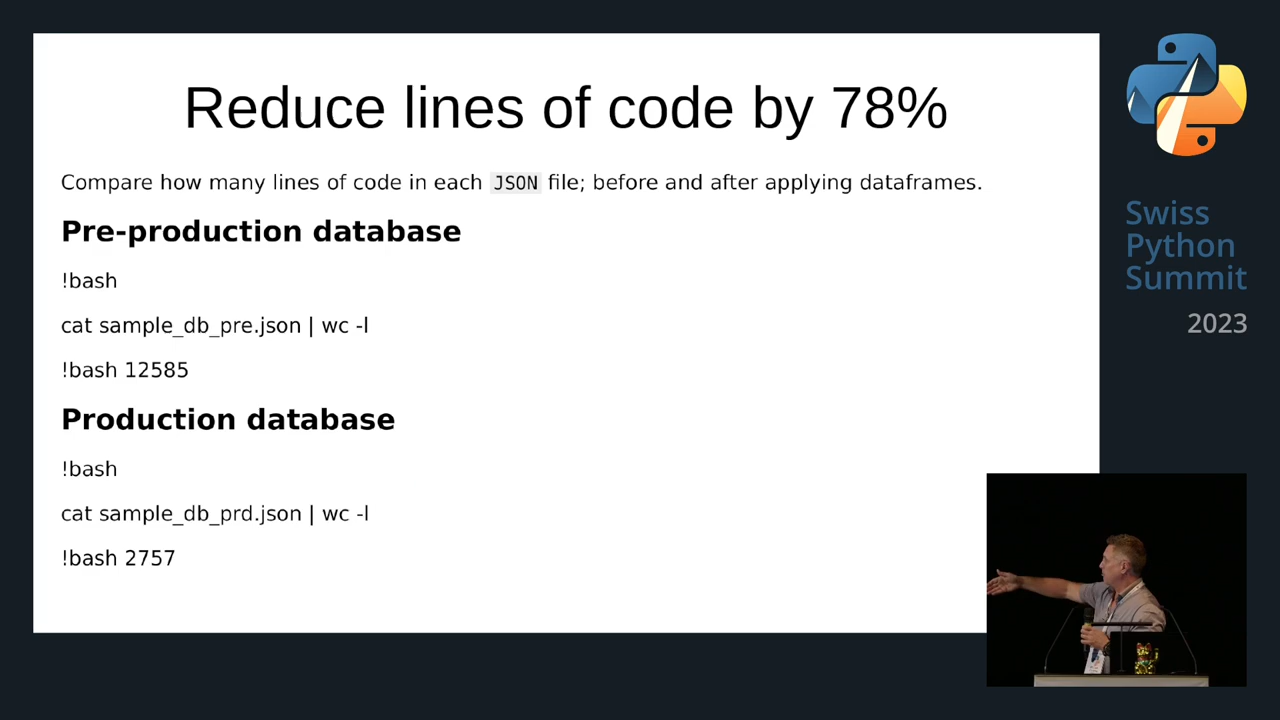 Reduce lines of code by 78%
Compare how many lines of code in each JSON file; before and after applying dataframes.
Pre-production database
!bash
cat sample_db_pre.json | wc -l
!bash 12585
Production database
!bash
cat sample_db_prd.json | wc -l
!bash 2757
Swiss
Python
Summit
2023